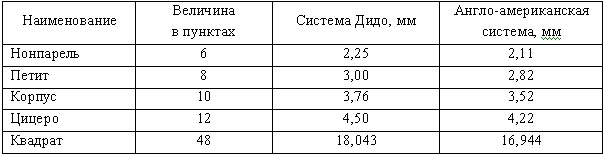 Наименование Величина в пунктах Система Дидо, мм Англо-американская система, мм
Нонпарель 6 2,25 2,11
Петит 8 3,00 2,82
Корпус 10 3,76 3,52
Цицеро 12 4,50 4,22
Квадрат 48 18,043 16,944